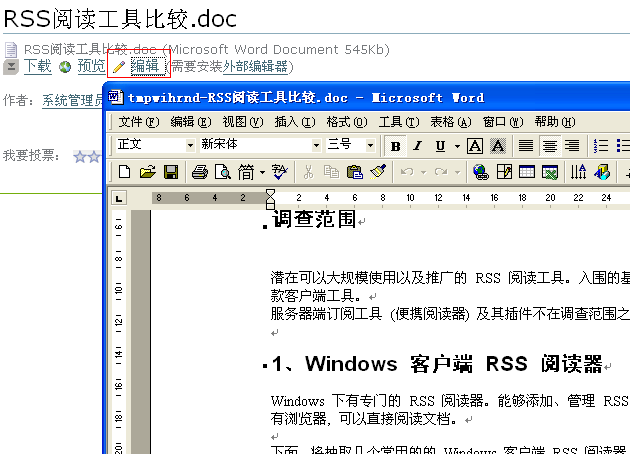 RSS阅读工具比较.doc
RSS阅读工具比较.doc (Microsoft Word Document 545Kb)
下载 预览 编辑 (需要安装外部编辑器)
作者：系统管理员
我要投票：
tmpwihrnd-RSS阅读工具比较.doc - Microsoft Word
文件(F) 编辑(E) 视图(V) 插入(I) 格式(O) 工具(T) 表格(A) 窗口(W) 帮助(H)
正文 新宋体 三号 B I U A A
简
L 8 6 4 2 2 4 6 8 10 12 14 16 18 20 22 24
6
8
10
12
14
16
18
20
调查范围
潜在可以大规模使用以及推广的 RSS 阅读工具。入围的基
款客户端工具。
服务器端订阅工具 (便携阅读器) 及其插件不在调查范围之
1、Windows 客户端 RSS 阅读器
Windows 下有专门的 RSS 阅读器。能够添加、管理 RSS
有浏览器，可以直接阅读文档。
下面，将抽取几个常用的的 Windows 客户端 RSS 阅读器